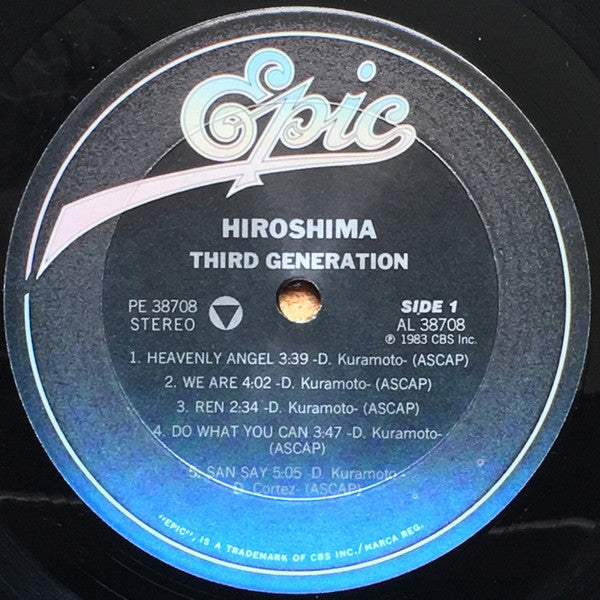 Epic
HIROSHIMA
THIRD GENERATION
PE 38708
STEREO
SIDE 1
AL 38708
℗ 1983 CBS Inc.
1. HEAVENLY ANGEL 3:39 -D. Kuramoto- (ASCAP)
2. WE ARE 4:02 -D. Kuramoto- (ASCAP)
3. REN 2:34 -D. Kuramoto- (ASCAP)
4. DO WHAT YOU CAN 3:47 -D. Kuramoto-
(ASCAP)
5. SAN SAY 5:05 -D. Kuramoto-
D. Cortez- (ASCAP)
"EPIC", IS A TRADEMARK OF CBS INC./MARCA REG.